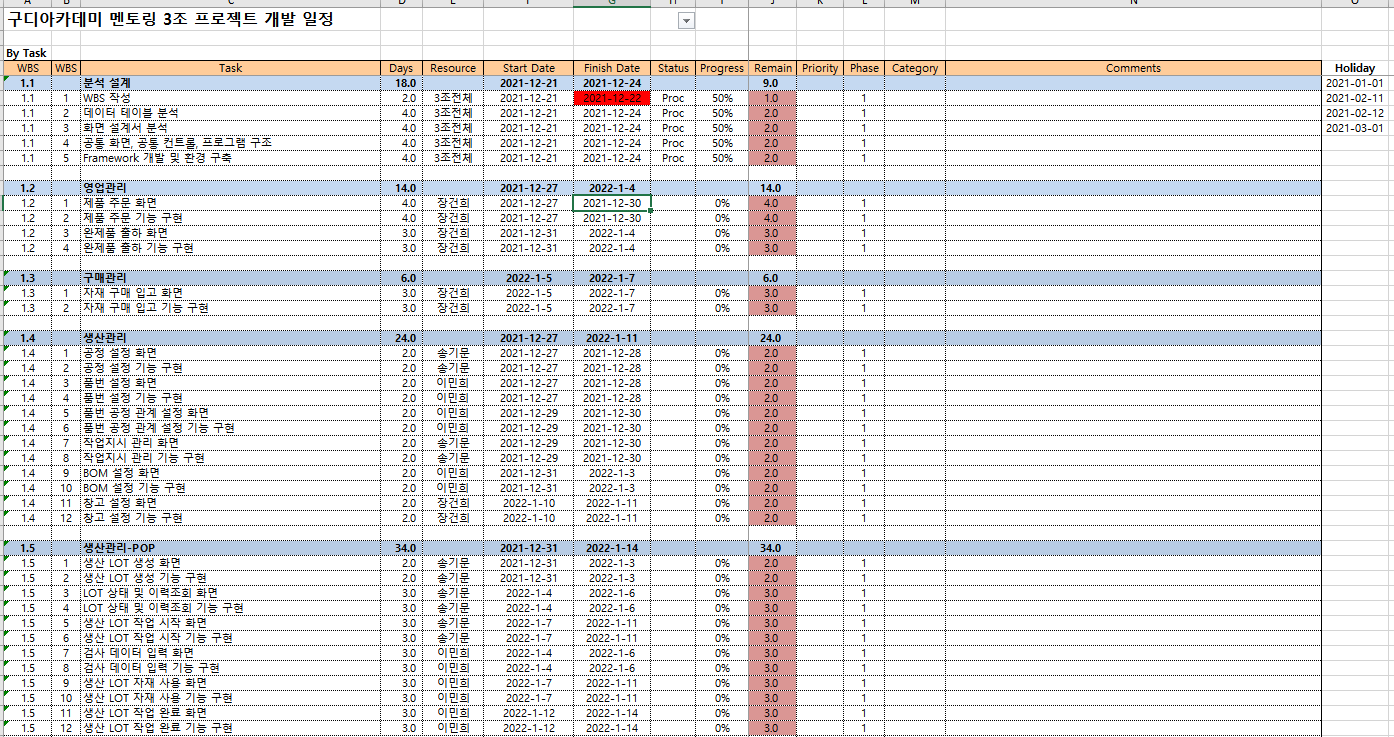 구디아카데미 멘토링 3조 프로젝트 개발 일정
By Task
WBS WBS Task Days Resource Start Date Finish Date Status Progress Remain Priority Phase Category Comments Holiday
1.1 분석 설계 18.0 2021-12-21 2021-12-24 9.0 2021-01-01
1.1 1 WBS 작성 2.0 3조전체 2021-12-21 2021-12-22 Proc 50% 1.0 1 2021-02-11
1.1 2 데이터 테이블 분석 4.0 3조전체 2021-12-21 2021-12-24 Proc 50% 2.0 1 2021-02-12
1.1 3 화면 설계서 분석 4.0 3조전체 2021-12-21 2021-12-24 Proc 50% 2.0 1 2021-03-01
1.1 4 공통 화면, 공통 컨트롤, 프로그램 구조 4.0 3조전체 2021-12-21 2021-12-24 Proc 50% 2.0 1
1.1 5 Framework 개발 및 환경 구축 4.0 3조전체 2021-12-21 2021-12-24 Proc 50% 2.0 1
1.2 영업관리 14.0 2021-12-27 2022-1-4 14.0
1.2 1 제품 주문 화면 4.0 장건희 2021-12-27 2021-12-30 0% 4.0 1
1.2 2 제품 주문 기능 구현 4.0 장건희 2021-12-27 2021-12-30 0% 4.0 1
1.2 3 완제품 출하 화면 3.0 장건희 2021-12-31 2022-1-4 0% 3.0 1
1.2 4 완제품 출하 기능 구현 3.0 장건희 2021-12-31 2022-1-4 0% 3.0 1
1.3 구매관리 6.0 2022-1-5 2022-1-7 6.0
1.3 1 자재 구매 입고 화면 3.0 장건희 2022-1-5 2022-1-7 0% 3.0 1
1.3 2 자재 구매 입고 기능 구현 3.0 장건희 2022-1-5 2022-1-7 0% 3.0 1
1.4 생산관리 24.0 2021-12-27 2022-1-11 24.0
1.4 1 공정 설정 화면 2.0 송기문 2021-12-27 2021-12-28 0% 2.0 1
1.4 2 공정 설정 기능 구현 2.0 송기문 2021-12-27 2021-12-28 0% 2.0 1
1.4 3 품번 설정 화면 2.0 이민희 2021-12-27 2021-12-28 0% 2.0 1
1.4 4 품번 설정 기능 구현 2.0 이민희 2021-12-27 2021-12-28 0% 2.0 1
1.4 5 품번 공정 관계 설정 화면 2.0 이민희 2021-12-29 2021-12-30 0% 2.0 1
1.4 6 품번 공정 관계 설정 기능 구현 2.0 이민희 2021-12-29 2021-12-30 0% 2.0 1
1.4 7 작업지시 관리 화면 2.0 송기문 2021-12-29 2021-12-30 0% 2.0 1
1.4 8 작업지시 관리 기능 구현 2.0 송기문 2021-12-29 2021-12-30 0% 2.0 1
1.4 9 BOM 설정 화면 2.0 이민희 2021-12-31 2022-1-3 0% 2.0 1
1.4 10 BOM 설정 기능 구현 2.0 이민희 2021-12-31 2022-1-3 0% 2.0 1
1.4 11 창고 설정 화면 2.0 장건희 2022-1-10 2022-1-11 0% 2.0 1
1.4 12 창고 설정 기능 구현 2.0 장건희 2022-1-10 2022-1-11 0% 2.0 1
1.5 생산관리-POP 34.0 2021-12-31 2022-1-14 34.0
1.5 1 생산 LOT 생성 화면 2.0 송기문 2021-12-31 2022-1-3 0% 2.0 1
1.5 2 생산 LOT 생성 기능 구현 2.0 송기문 2021-12-31 2022-1-3 0% 2.0 1
1.5 3 LOT 상태 및 이력조회 화면 3.0 송기문 2022-1-4 2022-1-6 0% 3.0 1
1.5 4 LOT 상태 및 이력조회 기능 구현 3.0 송기문 2022-1-4 2022-1-6 0% 3.0 1
1.5 5 생산 LOT 작업 시작 화면 3.0 송기문 2022-1-7 2022-1-11 0% 3.0 1
1.5 6 생산 LOT 작업 시작 기능 구현 3.0 송기문 2022-1-7 2022-1-11 0% 3.0 1
1.5 7 검사 데이터 입력 화면 3.0 이민희 2022-1-4 2022-1-6 0% 3.0 1
1.5 8 검사 데이터 입력 기능 구현 3.0 이민희 2022-1-4 2022-1-6 0% 3.0 1
1.5 9 생산 LOT 자재 사용 화면 3.0 이민희 2022-1-7 2022-1-11 0% 3.0 1
1.5 10 생산 LOT 자재 사용 기능 구현 3.0 이민희 2022-1-7 2022-1-11 0% 3.0 1
1.5 11 생산 LOT 작업 완료 화면 3.0 이민희 2022-1-12 2022-1-14 0% 3.0 1
1.5 12 생산 LOT 작업 완료 기능 구현 3.0 이민희 2022-1-12 2022-1-14 0% 3.0 1